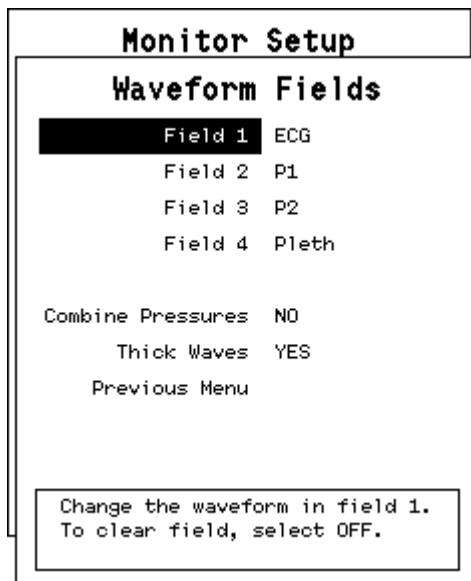 Monitor Setup
Waveform Fields
Field 1 ECG
Field 2 P1
Field 3 P2
Field 4 Pleth
Combine Pressures NO
Thick Waves YES
Previous Menu
Change the waveform in field 1.
To clear field, select OFF.